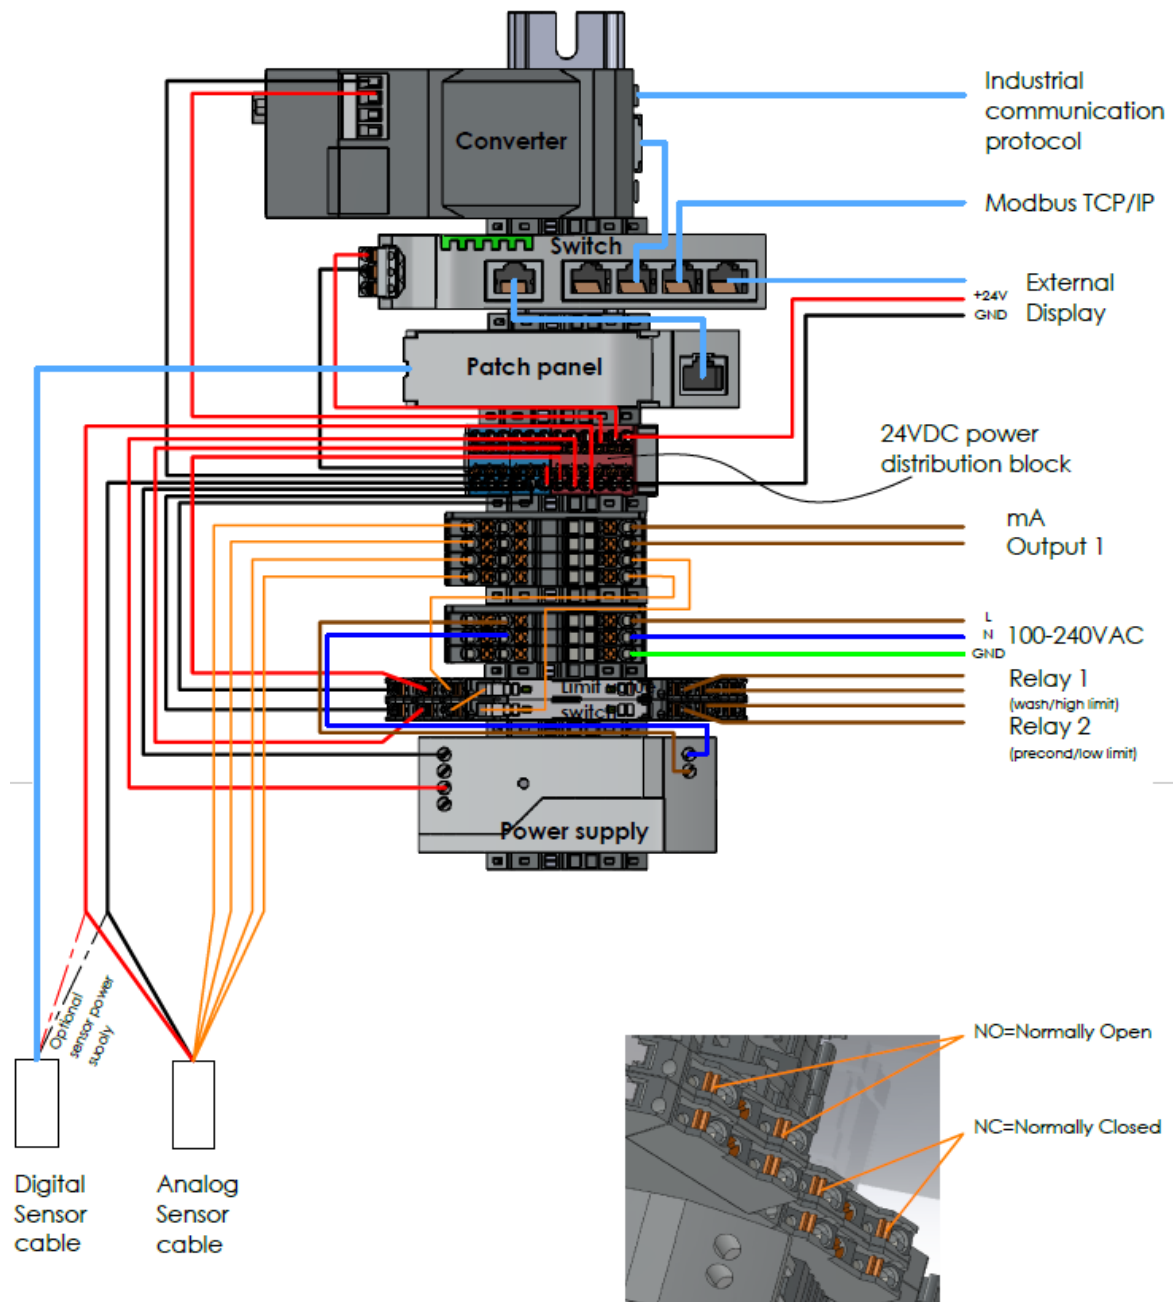 Converter
Industrial
communication
protocol
Modbus TCP/IP
Switch
External
Display
+24V
GND
Patch panel
24VDC power
distribution block
mA
Output 1
L
N
GND
100-240VAC
Limit
switch
Relay 1
(wash/high limit)
Relay 2
(precond/low limit)
Power supply
Optional
sensor power
NO=Normally Open
NC=Normally Closed
Digital
Sensor
cable
Analog
Sensor
cable